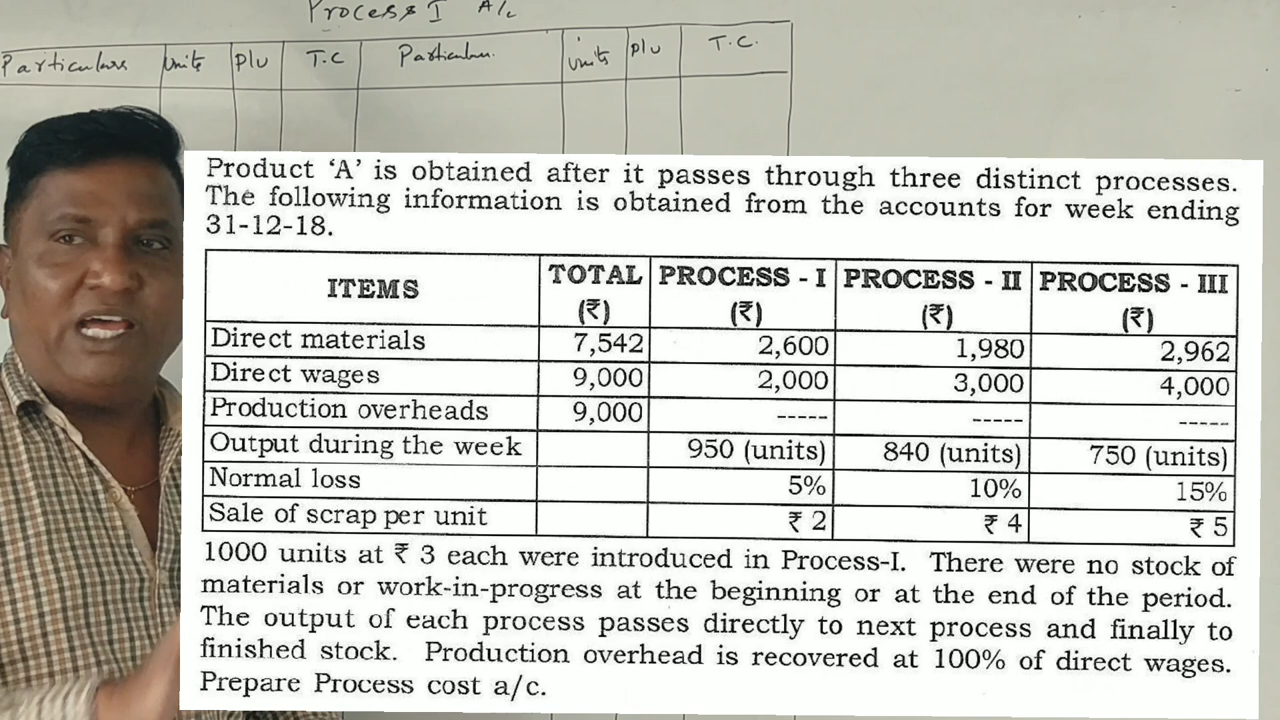 Process I A/c
Particulars Units P/u T.C Particulars Units P/u T.C.
Product ‘A’ is obtained after it passes through three distinct processes.
The following information is obtained from the accounts for week ending
31-12-18.
ITEMS TOTAL (₹) PROCESS - I (₹) PROCESS - II (₹) PROCESS - III (₹)
Direct materials 7,542 2,600 1,980 2,962
Direct wages 9,000 2,000 3,000 4,000
Production overheads 9,000 ----- ----- -----
Output during the week 950 (units) 840 (units) 750 (units)
Normal loss 5% 10% 15%
Sale of scrap per unit ₹ 2 ₹ 4 ₹ 5
1000 units at ₹ 3 each were introduced in Process-I. There were no stock of
materials or work-in-progress at the beginning or at the end of the period.
The output of each process passes directly to next process and finally to
finished stock. Production overhead is recovered at 100% of direct wages.
Prepare Process cost a/c.